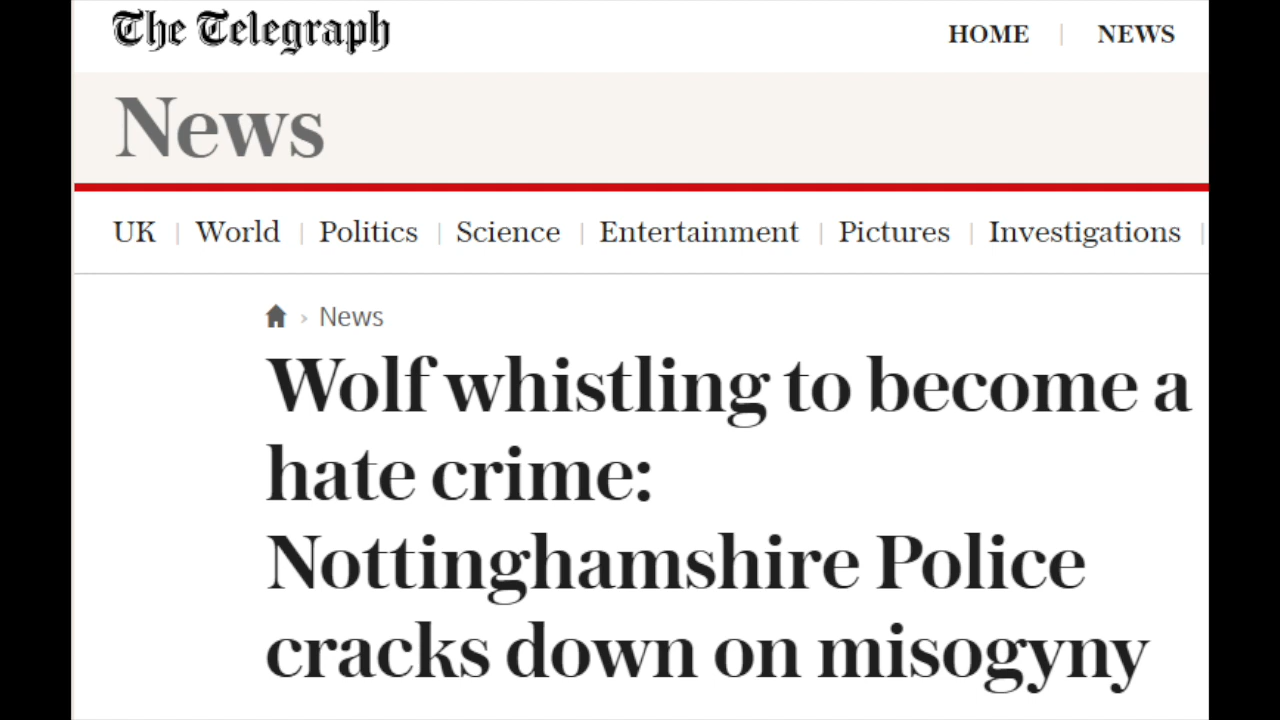 The Telegraph
HOME | NEWS
News
UK | World | Politics | Science | Entertainment | Pictures | Investigations |
› News
Wolf whistling to become a
hate crime:
Nottinghamshire Police
cracks down on misogyny